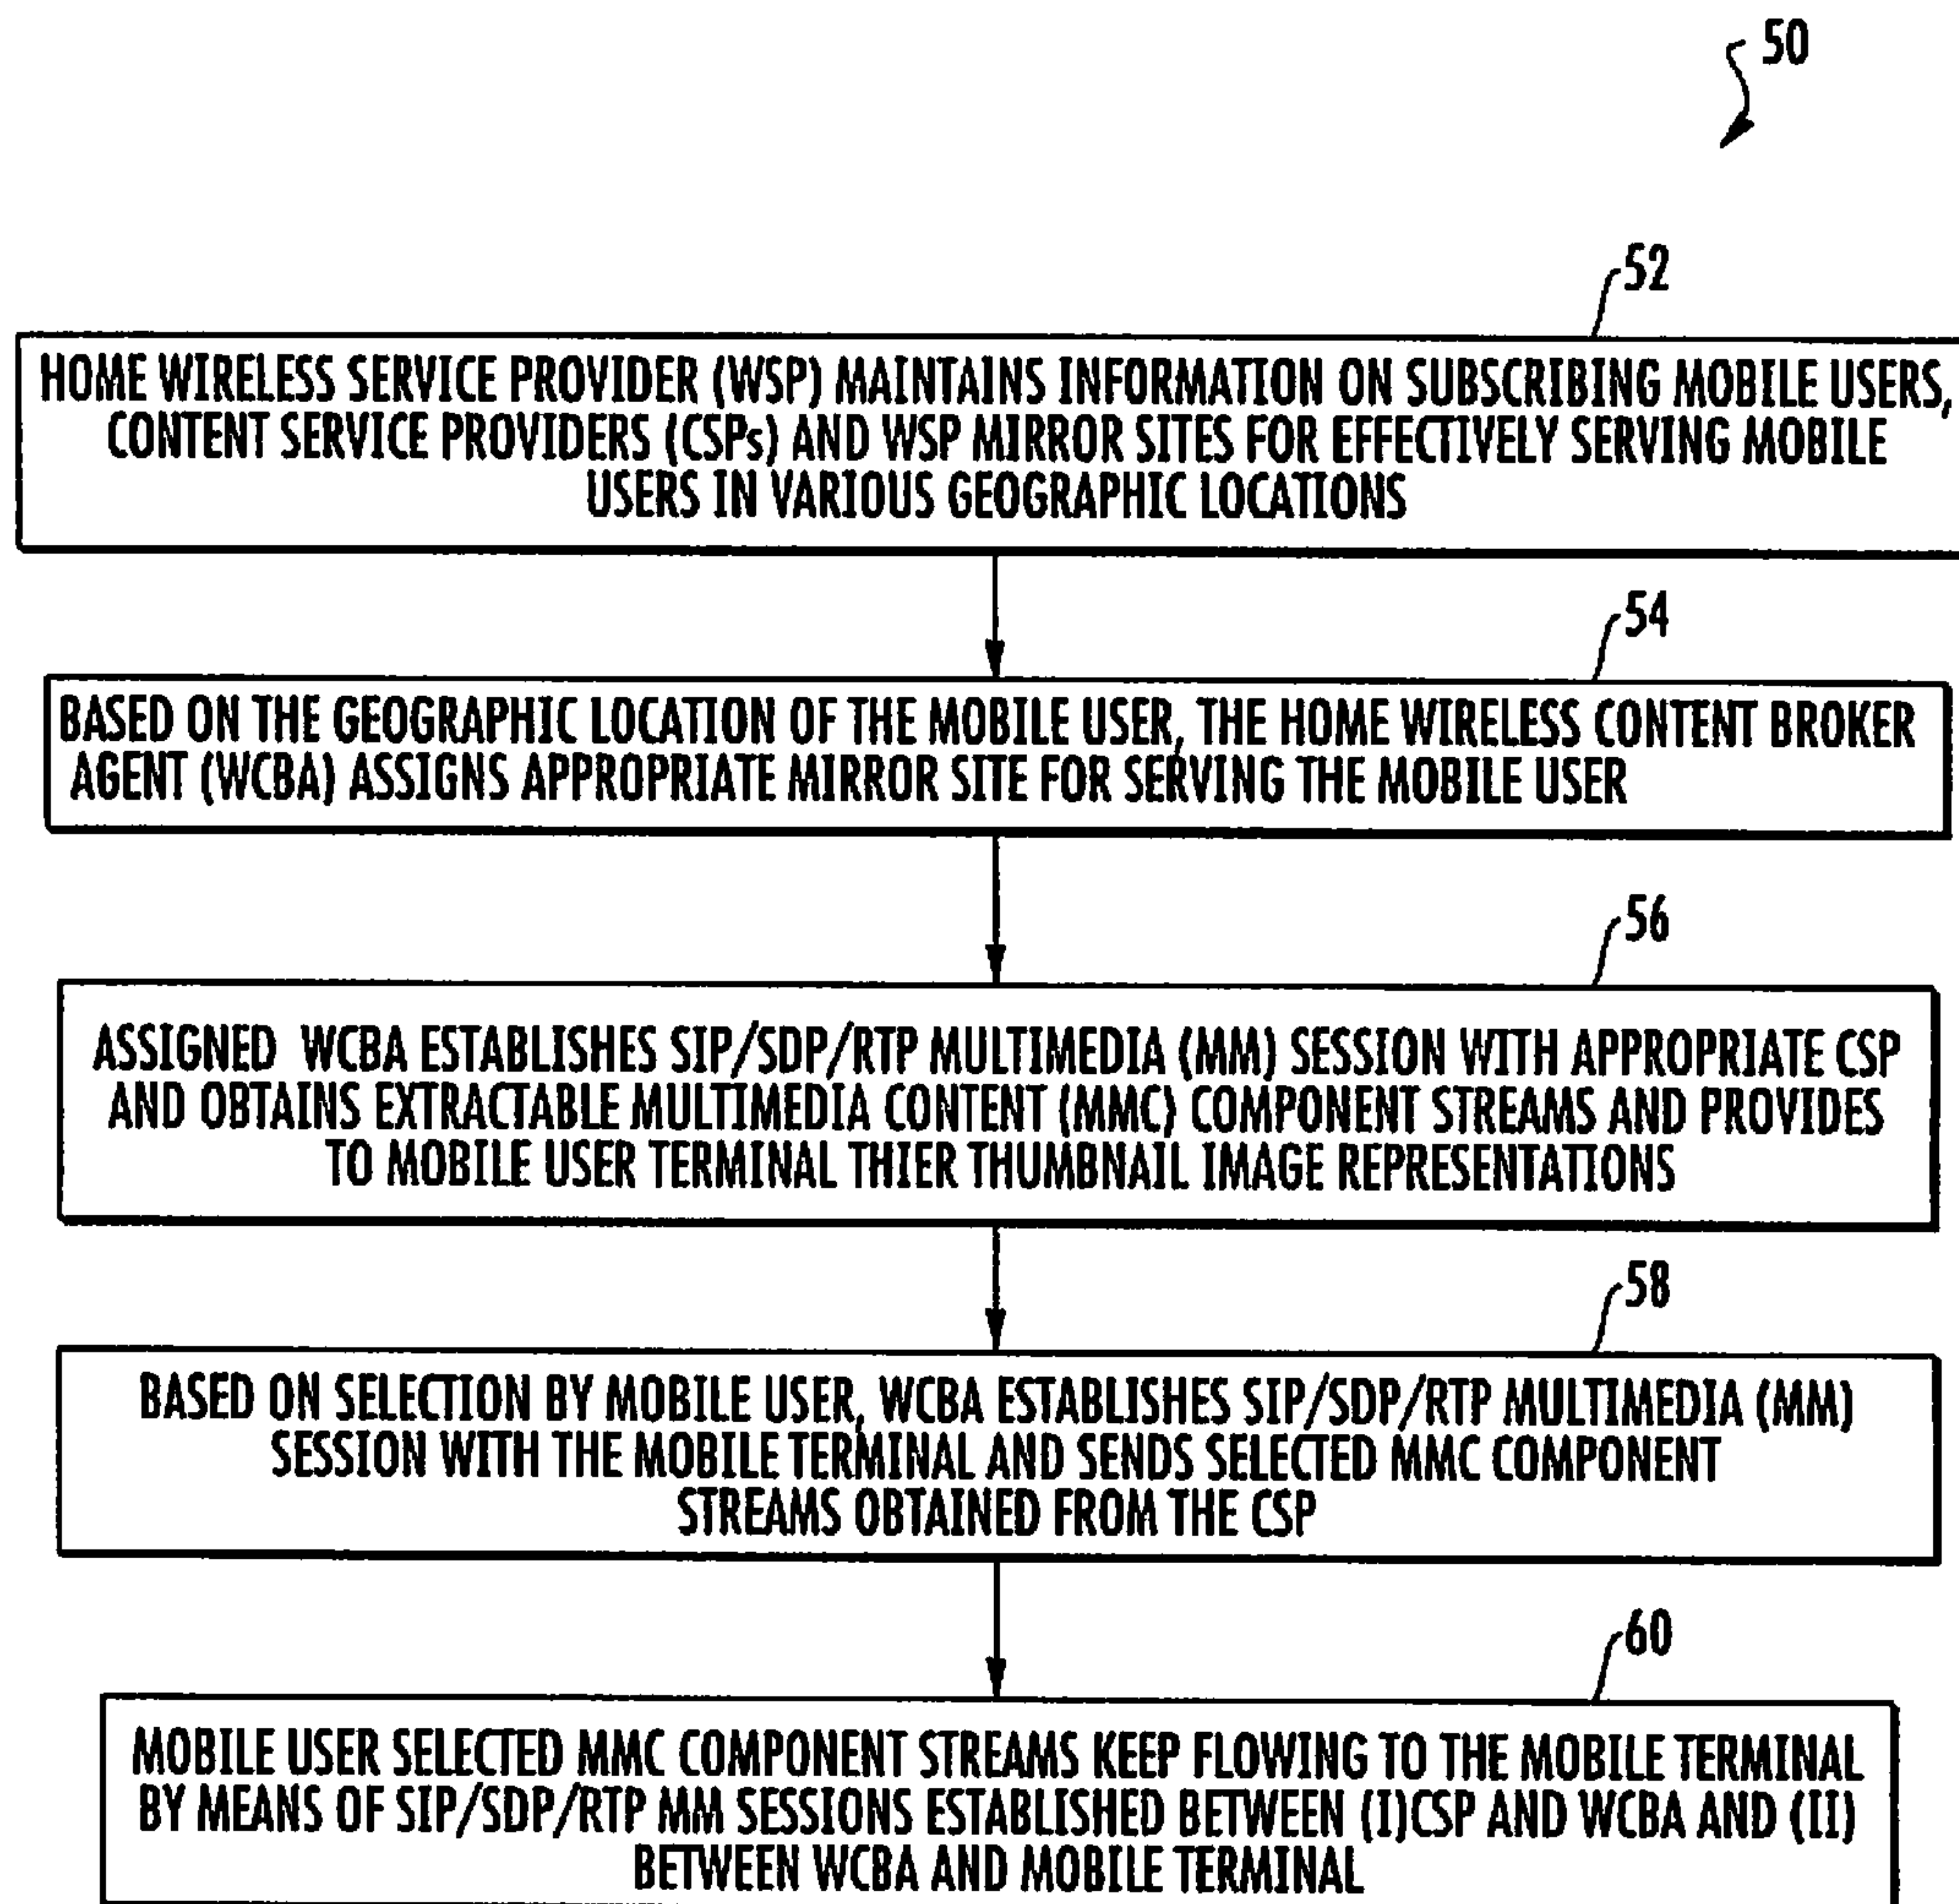 50
52
HOME WIRELESS SERVICE PROVIDER (WSP) MAINTAINS INFORMATION ON SUBSCRIBING MOBILE USERS,
CONTENT SERVICE PROVIDERS (CSPs) AND WSP MIRROR SITES FOR EFFECTIVELY SERVING MOBILE
USERS IN VARIOUS GEOGRAPHIC LOCATIONS
54
BASED ON THE GEOGRAPHIC LOCATION OF THE MOBILE USER, THE HOME WIRELESS CONTENT BROKER
AGENT (WCBA) ASSIGNS APPROPRIATE MIRROR SITE FOR SERVING THE MOBILE USER
56
ASSIGNED WCBA ESTABLISHES SIP/SDP/RTP MULTIMEDIA (MM) SESSION WITH APPROPRIATE CSP
AND OBTAINS EXTRACTABLE MULTIMEDIA CONTENT (MMC) COMPONENT STREAMS AND PROVIDES
TO MOBILE USER TERMINAL THIER THUMBNAIL IMAGE REPRESENTATIONS
58
BASED ON SELECTION BY MOBILE USER, WCBA ESTABLISHES SIP/SDP/RTP MULTIMEDIA (MM)
SESSION WITH THE MOBILE TERMINAL AND SENDS SELECTED MMC COMPONENT
STREAMS OBTAINED FROM THE CSP
60
MOBILE USER SELECTED MMC COMPONENT STREAMS KEEP FLOWING TO THE MOBILE TERMINAL
BY MEANS OF SIP/SDP/RTP MM SESSIONS ESTABLISHED BETWEEN (I)CSP AND WCBA AND (II)
BETWEEN WCBA AND MOBILE TERMINAL